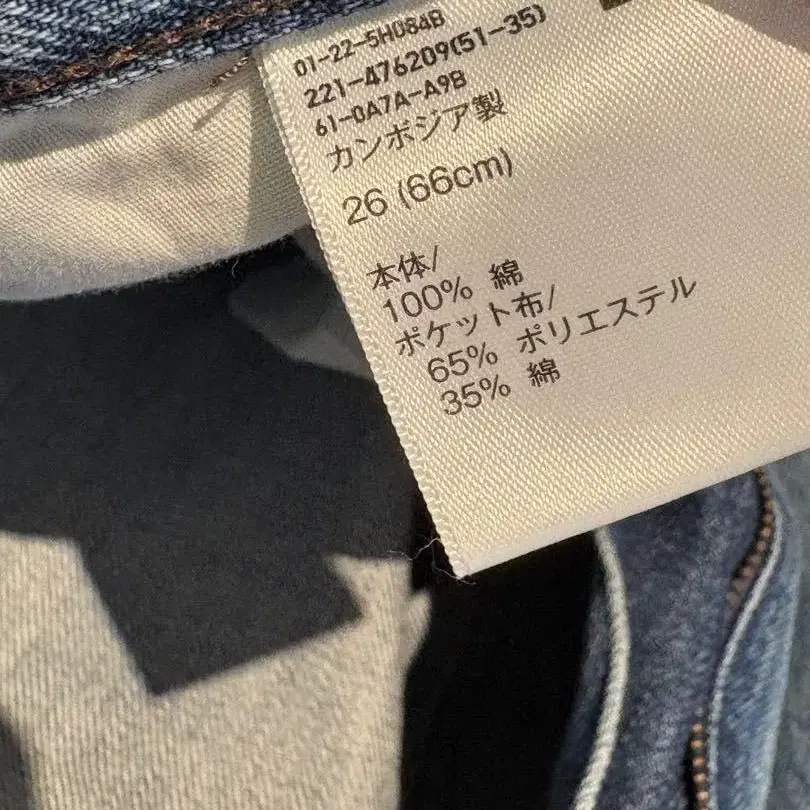 01-22-5H084B
221-476209(51-35)
61-0A7A-A9B
カンボジア製
26 (66cm)
本体/
100% 綿
ポケット布/
65% ポリエステル
35% 綿